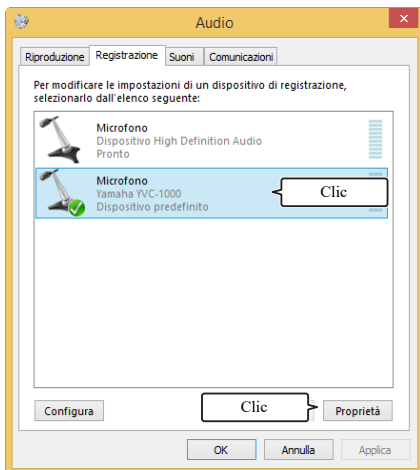 Audio
Riproduzione Registrazione Suoni Comunicazioni
Per modificare le impostazioni di un dispositivo di registrazione,
selezionarlo dall'elenco seguente:
Microfono
Dispositivo High Definition Audio
Pronto
Microfono
Yamaha YVC-1000
Dispositivo predefinito
Clic
Configura
Clic
Proprietà
OK Annulla Applica